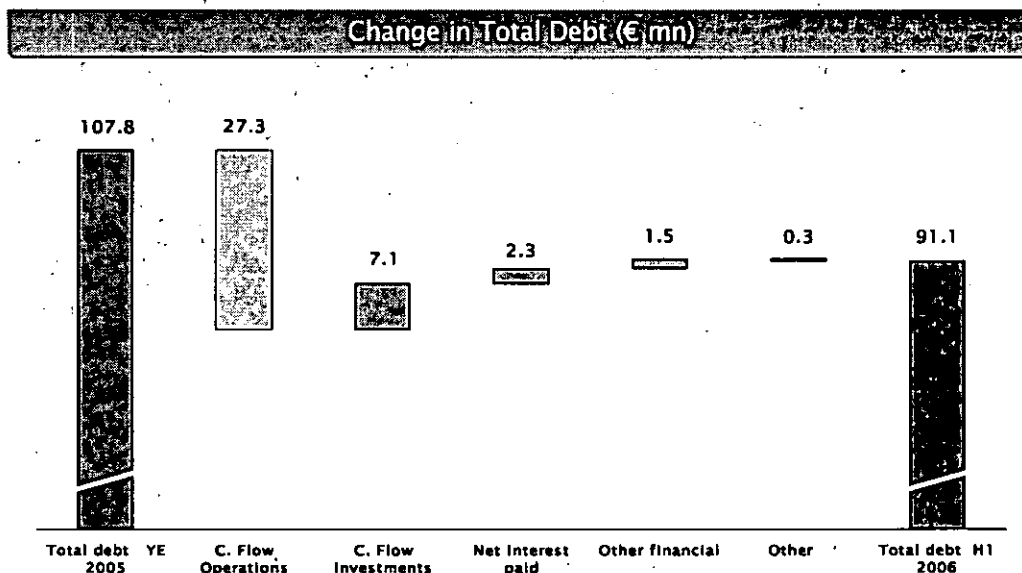 Change in Total Debt (€ mn)
107.8
27.3
7.1
2.3
1.5
0.3
91.1
Total debt YE
2005
C. Flow
Operations
C. Flow
Investments
Net Interest
paid
Other financial
Other
Total debt H1
2006